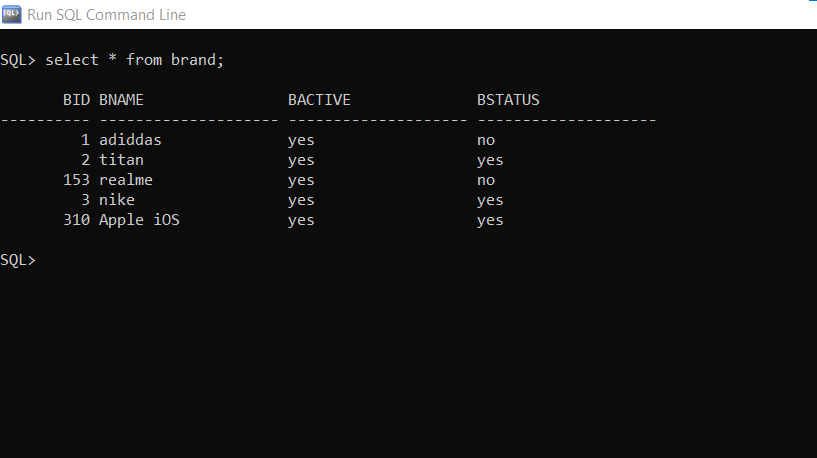 Run SQL Command Line
SQL> select * from brand;
BID BNAME BACTIVE BSTATUS
---------- -------------------- -------------------- --------------------
1 adiddas yes no
2 titan yes yes
153 realme yes no
3 nike yes yes
310 Apple iOS yes yes
SQL>